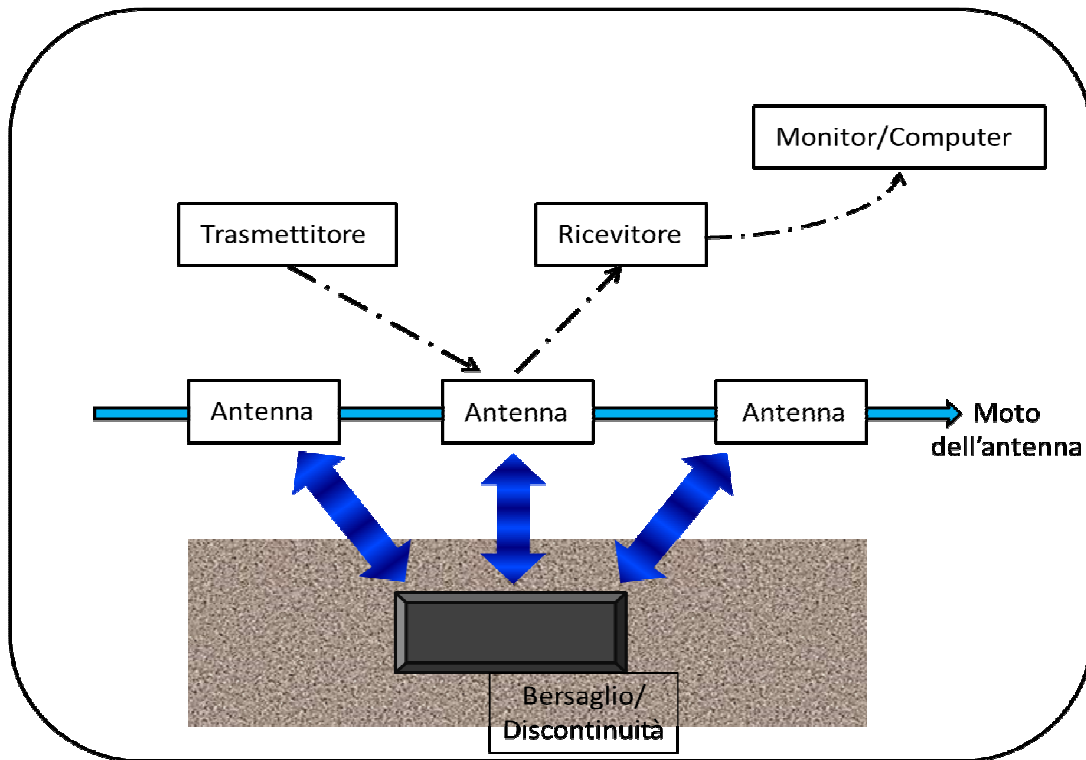 Monitor/Computer
Trasmettitore
Ricevitore
Antenna
Antenna
Antenna
Moto
dell'antenna
Bersaglio/
Discontinuità